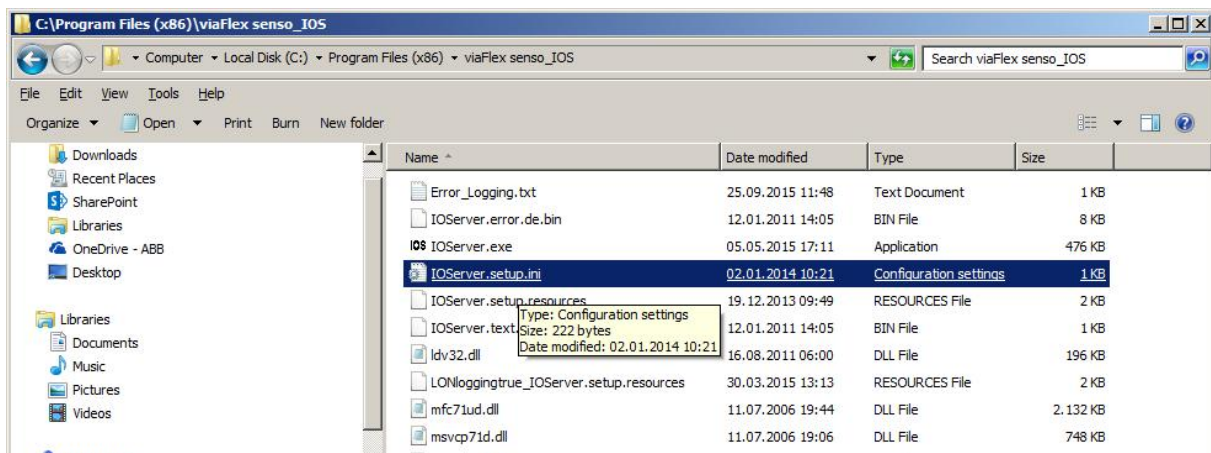 C:\Program Files (x86)\viaFlex senso_IOS
Computer Local Disk (C:) Program Files (x86) viaFlex senso_IOS Search viaFlex senso_IOS
File Edit View Tools Help
Organize Open Print Burn New folder
Downloads
Recent Places
SharePoint
Libraries
OneDrive - ABB
Desktop
Libraries
Documents
Music
Pictures
Videos
Name Date modified Type Size
Error_Logging.txt 25.09.2015 11:48 Text Document 1 KB
IOServer.error.de.bin 12.01.2011 14:05 BIN File 8 KB
IOS IOServer.exe 05.05.2015 17:11 Application 476 KB
IOServer.setup.ini 02.01.2014 10:21 Configuration settings 1 KB
IOServer.setup.resources 19.12.2013 09:49 RESOURCES File 2 KB
IOServer.text. 12.01.2011 14:05 BIN File 1 KB
Type: Configuration settings
Size: 222 bytes
Date modified: 02.01.2014 10:21
ldv32.dll 16.08.2011 06:00 DLL File 196 KB
LONloggingtrue_IOServer.setup.resources 30.03.2015 13:13 RESOURCES File 2 KB
mfc71ud.dll 11.07.2006 19:44 DLL File 2.132 KB
msvcp71d.dll 11.07.2006 19:06 DLL File 748 KB